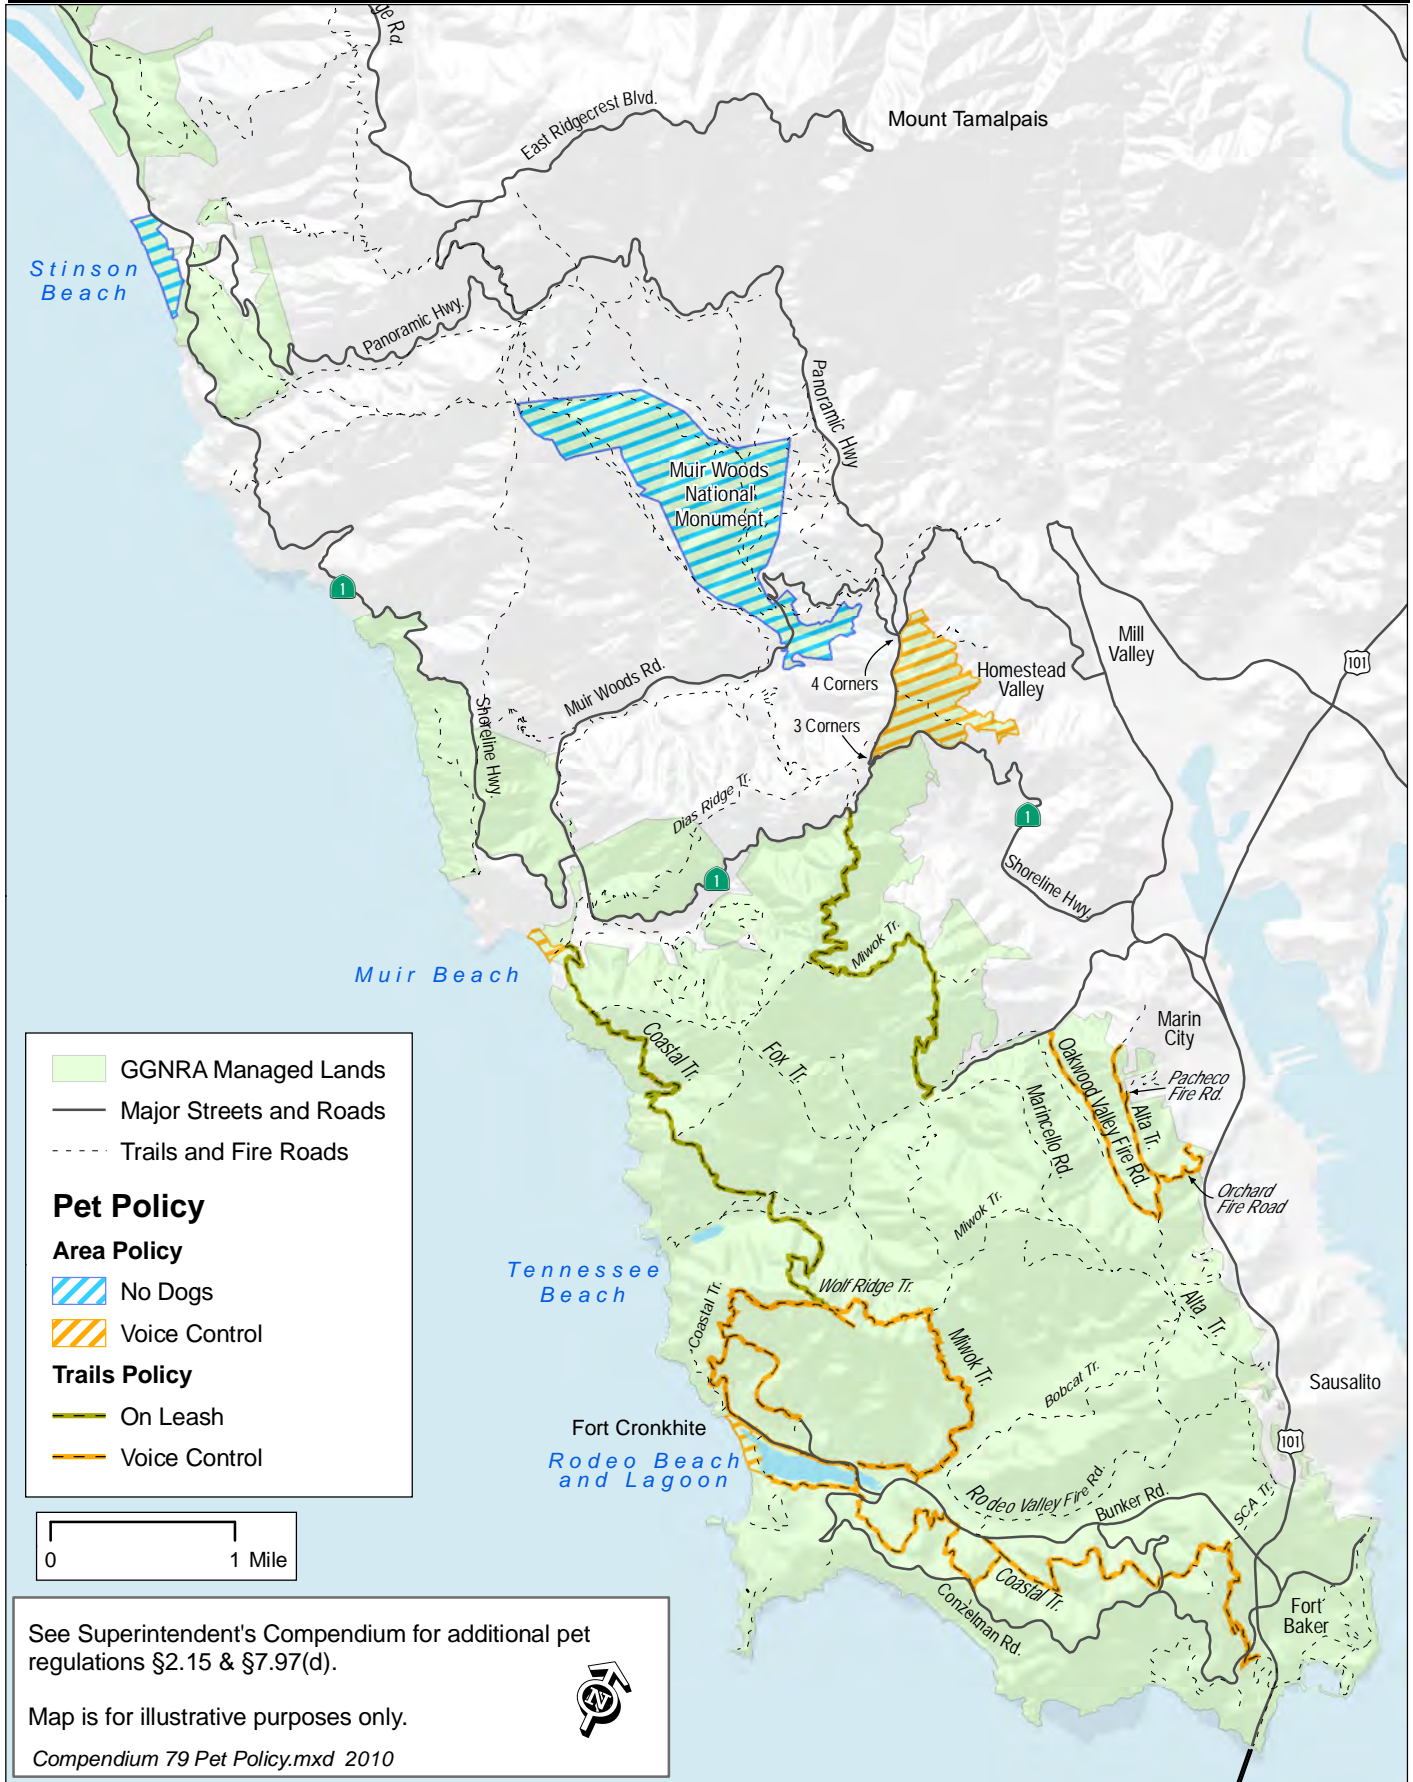 ge Rd.
East Ridgecrest Blvd.
Mount Tamalpais
Stinson
Beach
Panoramic Hwy.
Panoramic Hwy
Muir Woods
National
Monument
1
Mill
Valley
101
Homestead
Valley
4 Corners
Muir Woods Rd.
Shoreline Hwy.
3 Corners
Dias Ridge Tr.
1
1
Shoreline Hwy.
Miwok Tr.
Muir Beach
Marin
City
Coastal Tr.
Fox Tr.
Oakwood Valley Fire Rd.
Pacheco
Fire Rd.
Marincello Rd.
Alta Tr.
Orchard
Fire Road
Miwok Tr.
Tennessee
Beach
Wolf Ridge Tr.
Coastal Tr.
Alta Tr.
Miwok Tr.
Bobcat Tr.
Sausalito
Fort Cronkhite
101
Rodeo Beach
and Lagoon
Rodeo Valley Fire Rd.
Bunker Rd.
SCA Tr.
Coastal Tr.
Conzelman Rd.
Fort
Baker
GGNRA Managed Lands
Major Streets and Roads
Trails and Fire Roads
Pet Policy
Area Policy
No Dogs
Voice Control
Trails Policy
On Leash
Voice Control
0 1 Mile
See Superintendent's Compendium for additional pet
regulations §2.15 & §7.97(d).
N
Map is for illustrative purposes only.
Compendium 79 Pet Policy.mxd 2010